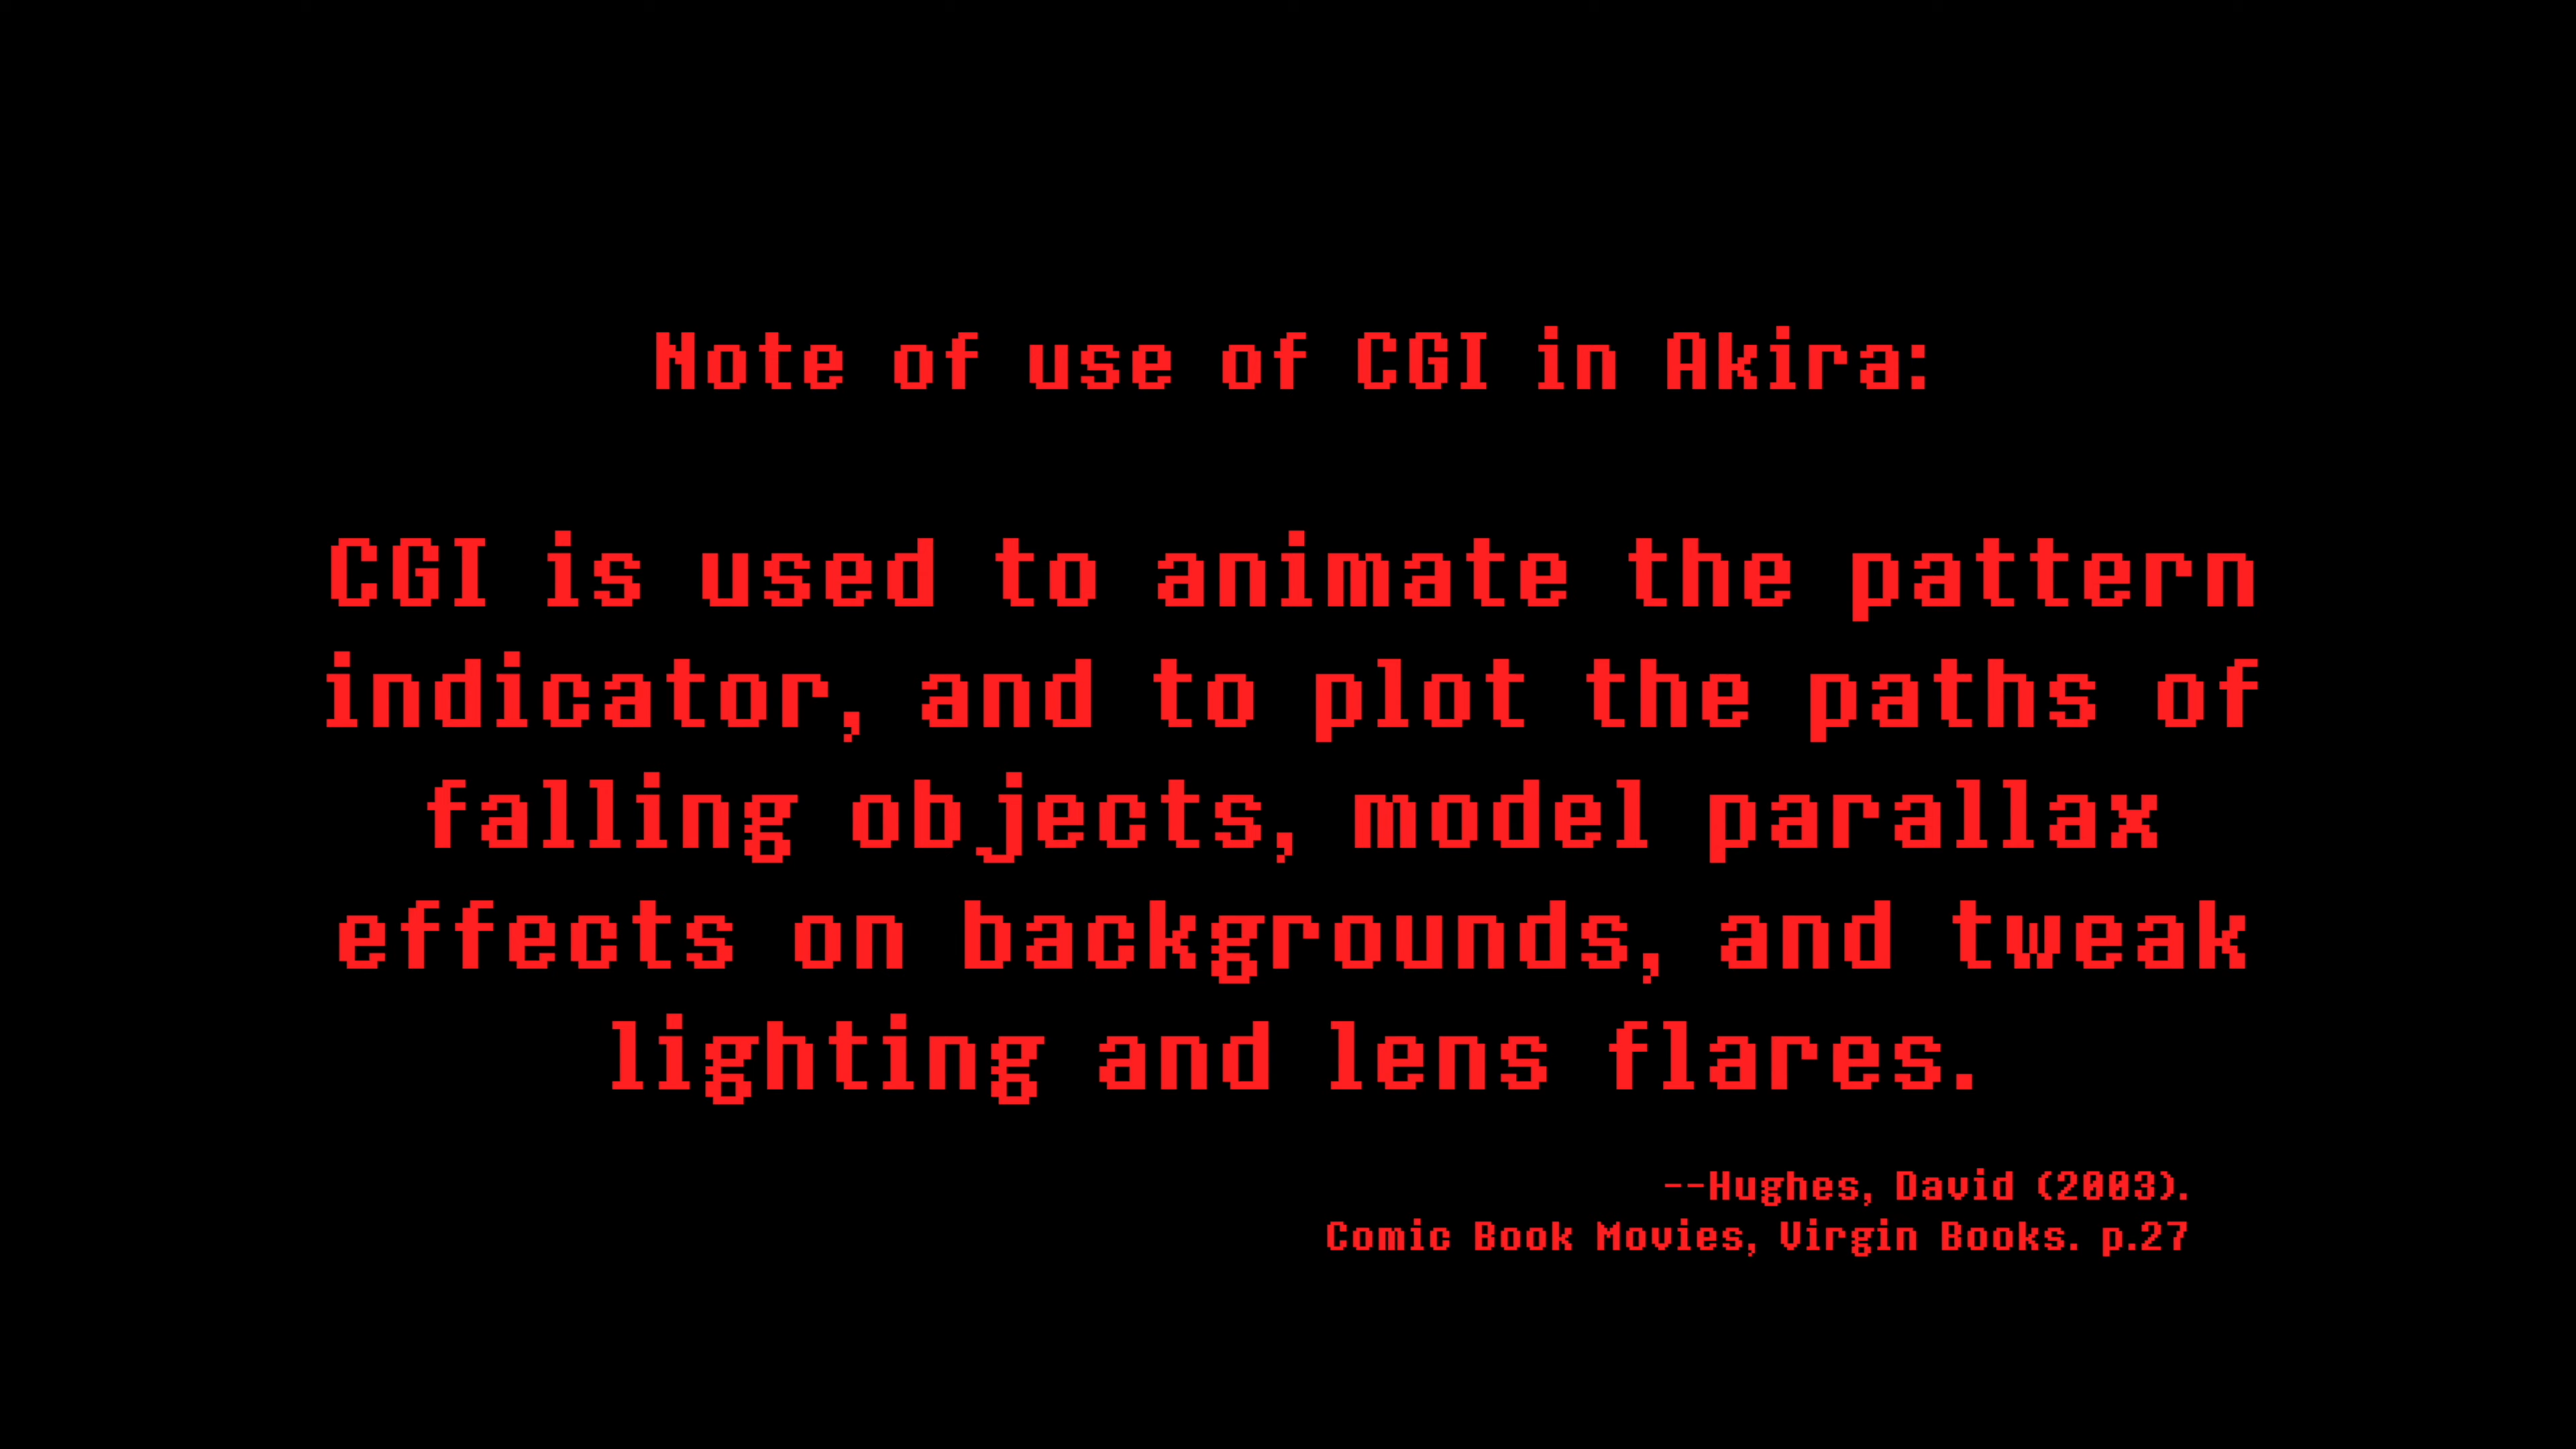 Note of use of CGI in Akira:
CGI is used to animate the pattern
indicator, and to plot the paths of
falling objects, model parallax
effects on backgrounds, and tweak
lighting and lens flares.
--Hughes, David (2003).
Comic Book Movies, Virgin Books. p.27